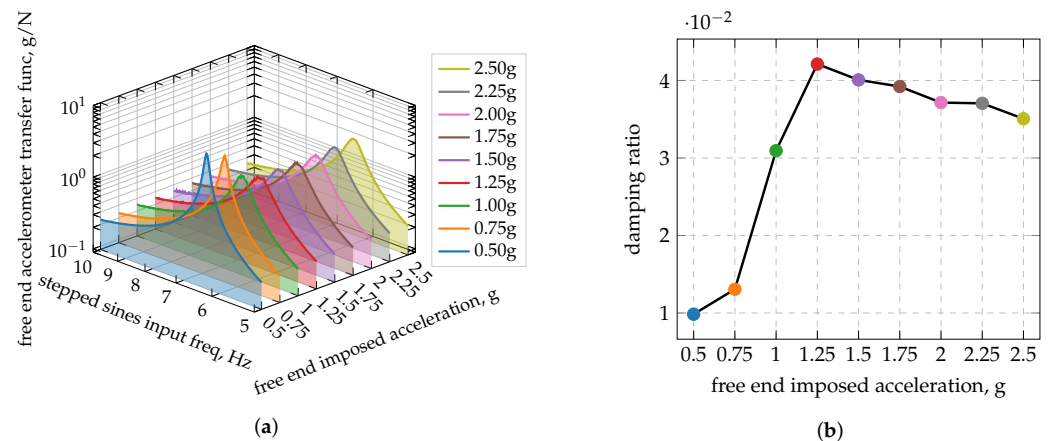 free end accelerometer transfer func, g/N
10¹
10⁰
10⁻¹
10
9
8
7
6
5
stepped sines input freq, Hz
0.5
0.75
1
1.25
1.5
1.75
2
2.25
2.5
free end imposed acceleration, g
2.50g
2.25g
2.00g
1.75g
1.50g
1.25g
1.00g
0.75g
0.50g
(a)
·10⁻²
4
3
2
1
damping ratio
0.5 0.75 1 1.25 1.5 1.75 2 2.25 2.5
free end imposed acceleration, g
(b)